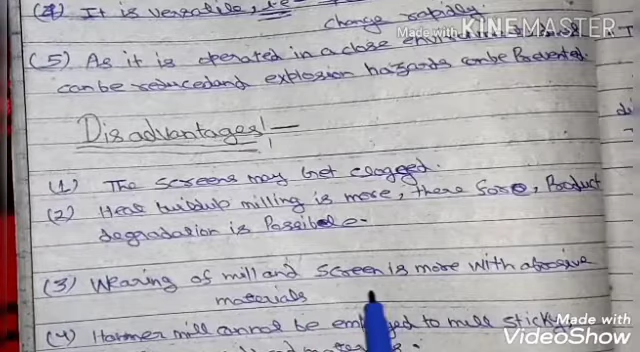 (4) It is versatile, i.e
change rapidly.
Made with KINEMASTER
(5) As it is operated in a close
can be reduced and explosion hazards can be Prevented.
Disadvantages!—
(1) The screens may get clogged.
(2) Heat buildup milling is more, there fore, Product
degradation is Possible.
(3) Wearing of mill and screen is more with abrasive
materials
(4) Hammer mill cannot be employed to mill sticky,
Made with
VideoShow